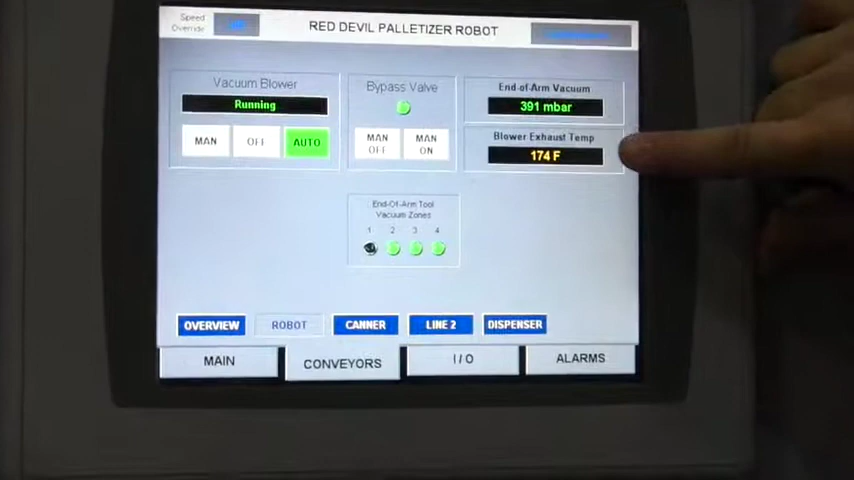 Speed
Override
RED DEVIL PALLETIZER ROBOT
Vacuum Blower
Running
MAN
OFF
AUTO
Bypass Valve
MAN
OFF
MAN
ON
End-of-Arm Vacuum
391 mbar
Blower Exhaust Temp
174 F
End-Of-Arm Tool
Vacuum Zones
1 2 3 4
OVERVIEW ROBOT CANNER LINE 2 DISPENSER
MAIN CONVEYORS I / O ALARMS